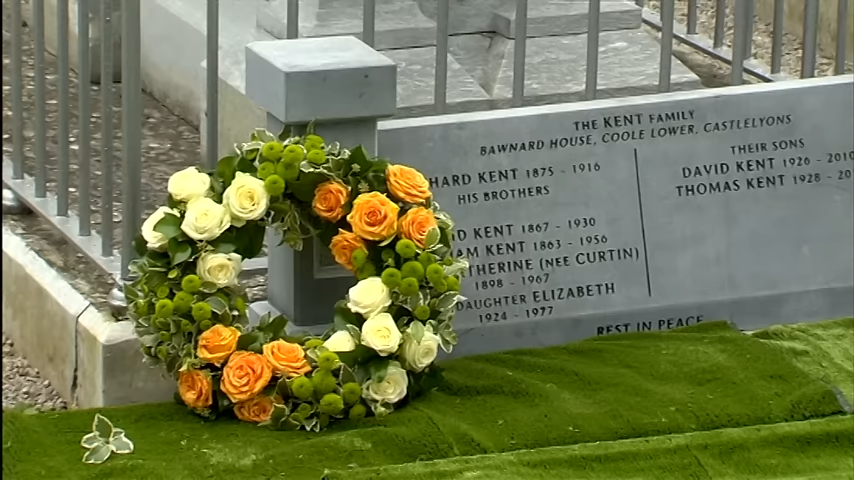 THE KENT FAMILY
BAWNARD HOUSE, COOLE LOWER, CASTLELYONS
HARD KENT 1875 - 1916
HIS BROTHERS
KENT 1867 - 1930
AM KENT 1863 - 1956
THERINE (NEE CURTIN)
1898 - 1967
DAUGHTER ELIZABETH
1924 - 1977
THEIR SONS
DAVID KENT 1926 - 2010
THOMAS KENT 1928 - 20
REST IN PEACE